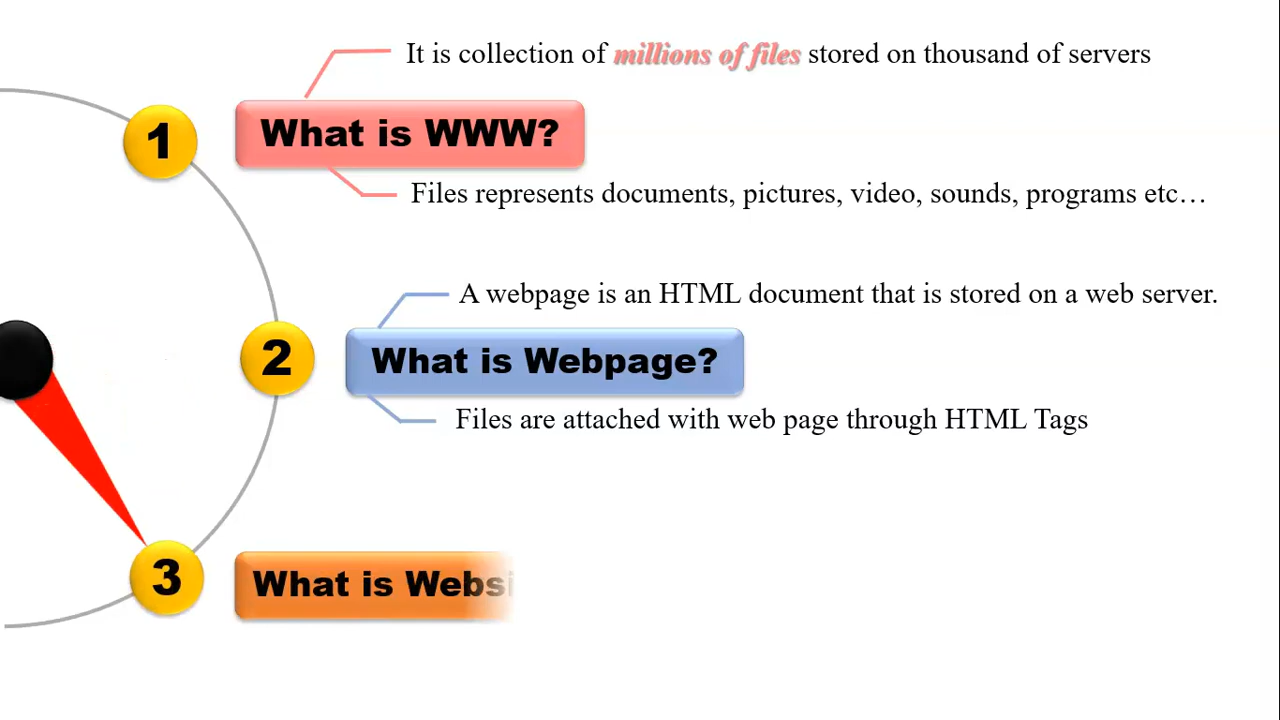 It is collection of millions of files stored on thousand of servers
1
What is WWW?
Files represents documents, pictures, video, sounds, programs etc…
A webpage is an HTML document that is stored on a web server.
2
What is Webpage?
Files are attached with web page through HTML Tags
3
What is Websi